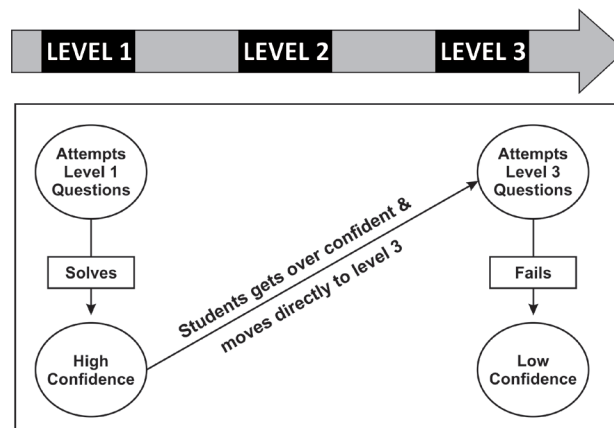 LEVEL 1
LEVEL 2
LEVEL 3
Attempts
Level 1
Questions
Solves
High
Confidence
Students gets over confident &
moves directly to level 3
Attempts
Level 3
Questions
Fails
Low
Confidence